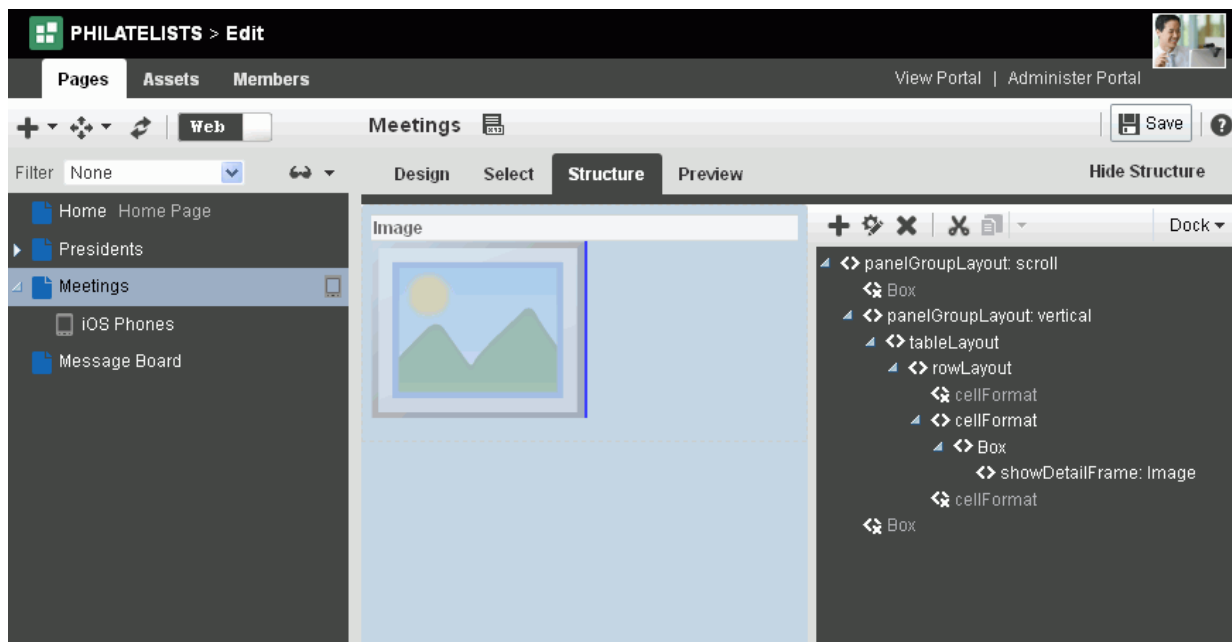 PHILATELISTS > Edit
Pages Assets Members View Portal | Administer Portal
Web Meetings Save ?
Filter None Design Select Structure Preview Hide Structure
Home Home Page
Presidents
Meetings
iOS Phones
Message Board
Image
Dock
panelGroupLayout: scroll
Box
panelGroupLayout: vertical
tableLayout
rowLayout
cellFormat
cellFormat
Box
showDetailFrame: Image
cellFormat
Box